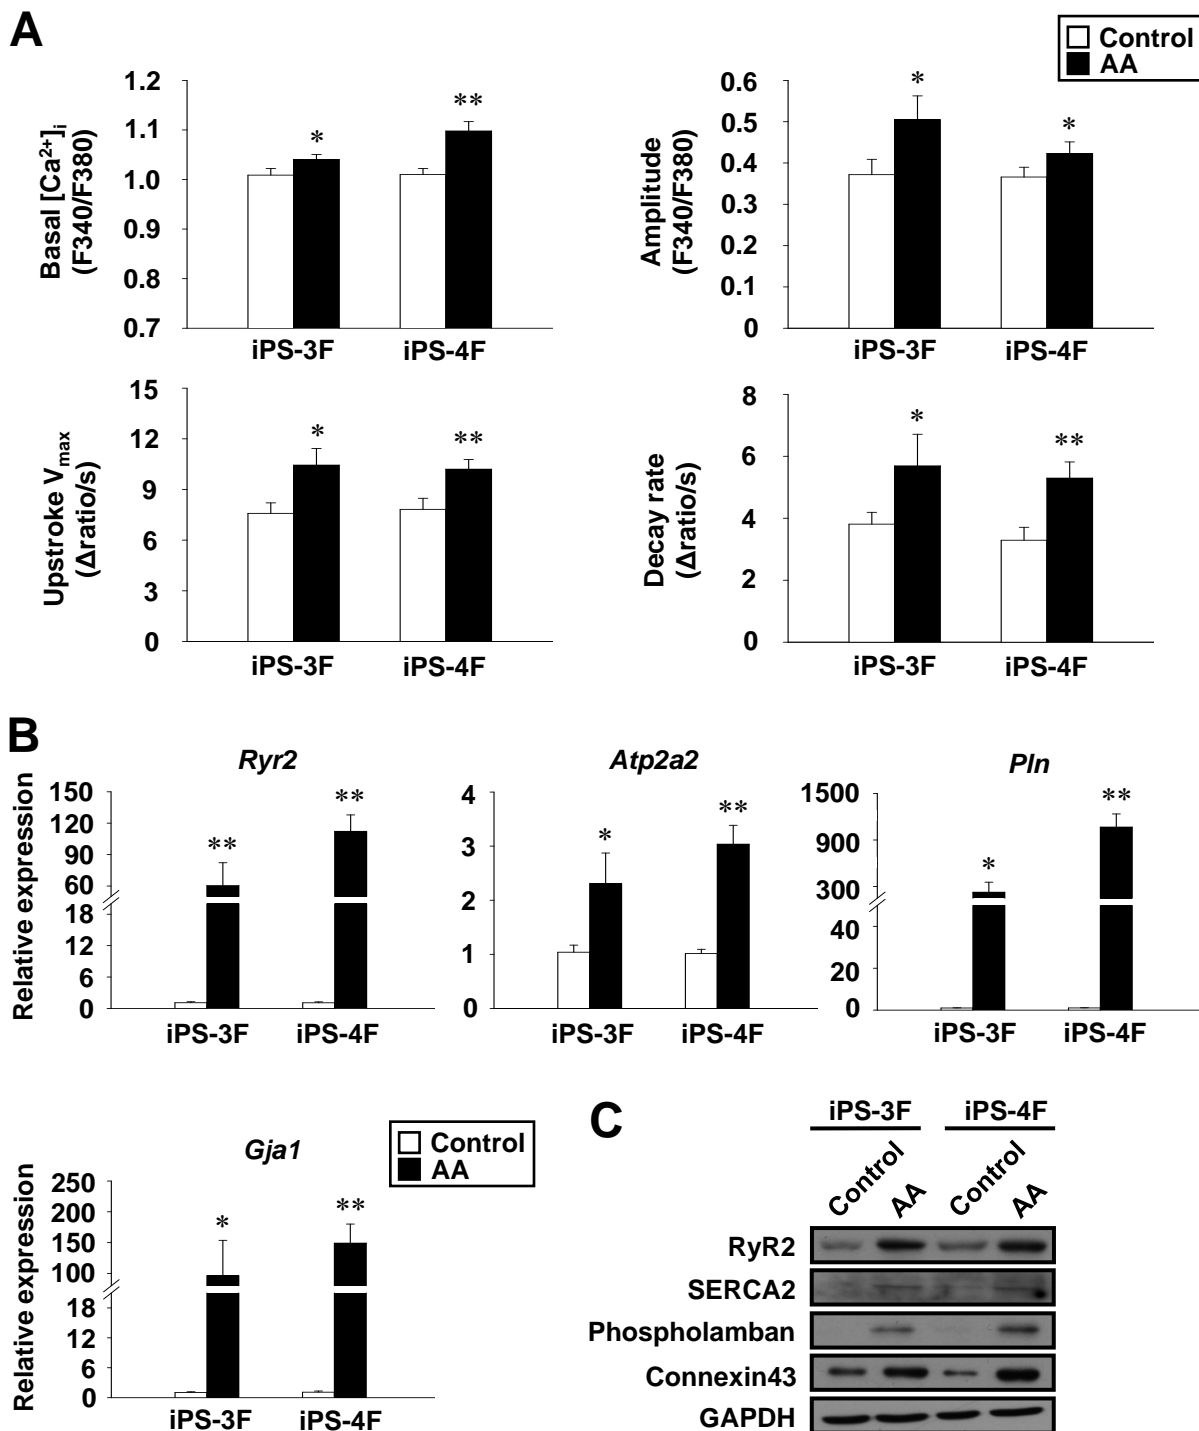 A
Control
AA
Basal [Ca²⁺]ᵢ
(F340/F380)
1.2
1.1
1.0
0.9
0.8
0.7
*
**
iPS-3F
iPS-4F
Amplitude
(F340/F380)
0.6
0.5
0.4
0.3
0.2
0.1
0
*
*
iPS-3F
iPS-4F
Upstroke Vmax
(Δratio/s)
15
12
9
6
3
0
*
**
iPS-3F
iPS-4F
Decay rate
(Δratio/s)
8
6
4
2
0
*
**
iPS-3F
iPS-4F
B
Ryr2
Relative expression
150
120
90
60
18
12
6
0
**
**
iPS-3F
iPS-4F
Atp2a2
4
3
2
1
0
*
**
iPS-3F
iPS-4F
Pln
1500
900
300
40
20
0
*
**
iPS-3F
iPS-4F
Gja1
Control
AA
Relative expression
250
200
150
100
18
12
6
0
*
**
iPS-3F
iPS-4F
C
iPS-3F
iPS-4F
Control
AA
Control
AA
RyR2
SERCA2
Phospholamban
Connexin43
GAPDH